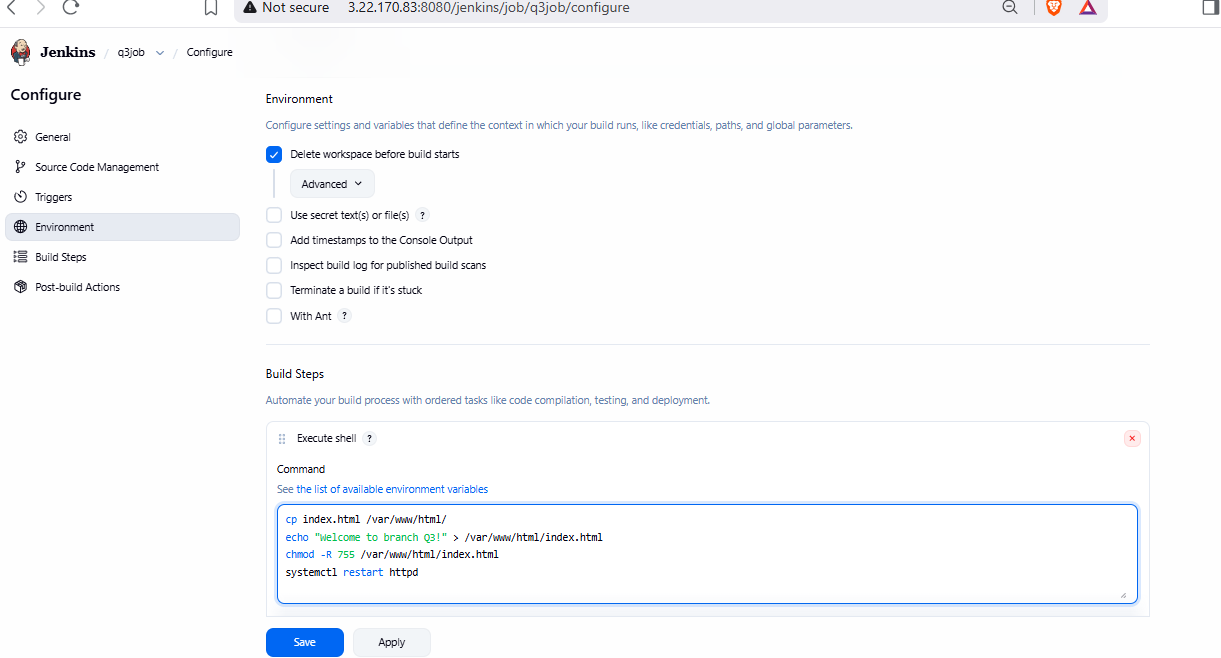 Not secure 3.22.170.83:8080/jenkins/job/q3job/configure
Jenkins / q3job / Configure
Configure
General
Source Code Management
Triggers
Environment
Build Steps
Post-build Actions
Environment
Configure settings and variables that define the context in which your build runs, like credentials, paths, and global parameters.
Delete workspace before build starts
Advanced
Use secret text(s) or file(s) ?
Add timestamps to the Console Output
Inspect build log for published build scans
Terminate a build if it's stuck
With Ant ?
Build Steps
Automate your build process with ordered tasks like code compilation, testing, and deployment.
Execute shell ?
Command
See the list of available environment variables
cp index.html /var/www/html/
echo "Welcome to branch Q3!" > /var/www/html/index.html
chmod -R 755 /var/www/html/index.html
systemctl restart httpd
Save Apply